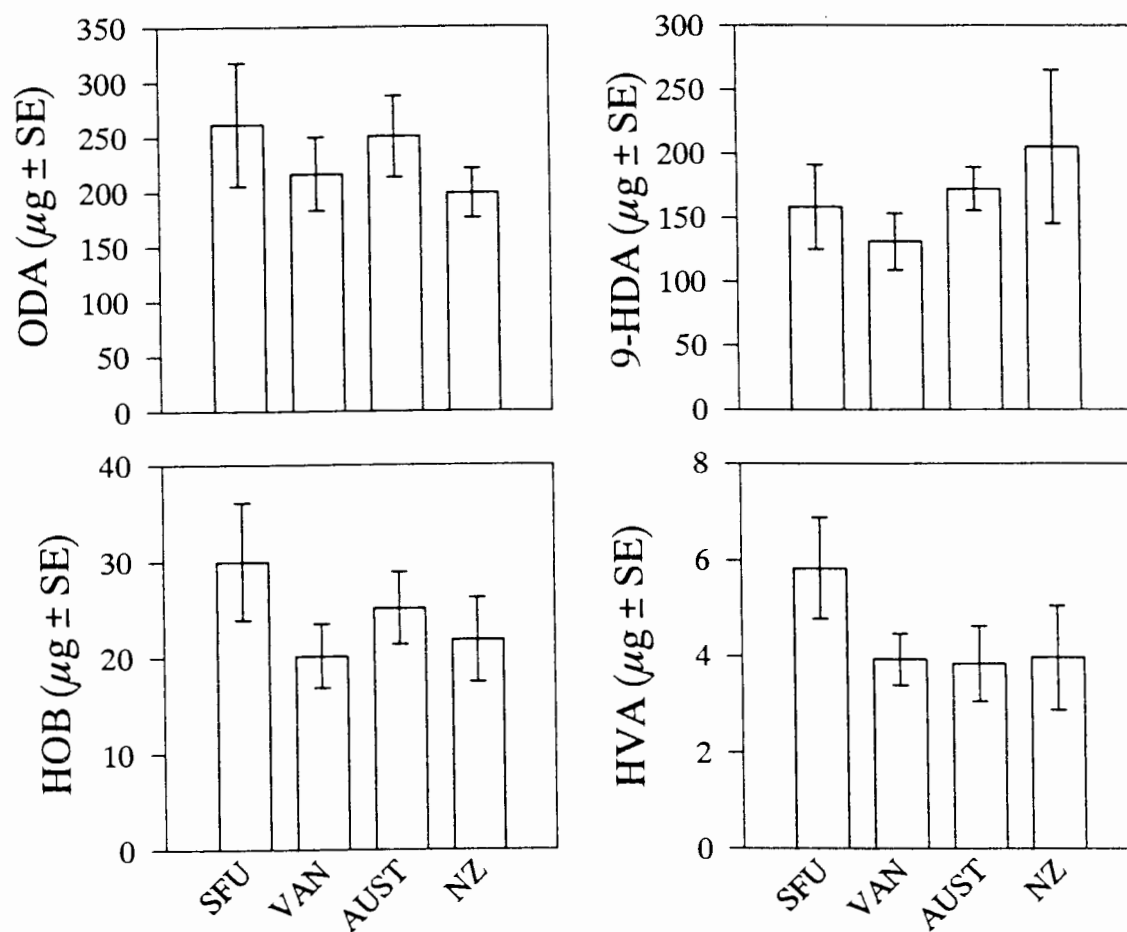 ODA (µg ± SE)
350
300
250
200
150
100
50
0
9-HDA (µg ± SE)
300
250
200
150
100
50
0
HOB (µg ± SE)
40
30
20
10
0
SFU
VAN
AUST
NZ
HVA (µg ± SE)
8
6
4
2
0
SFU
VAN
AUST
NZ